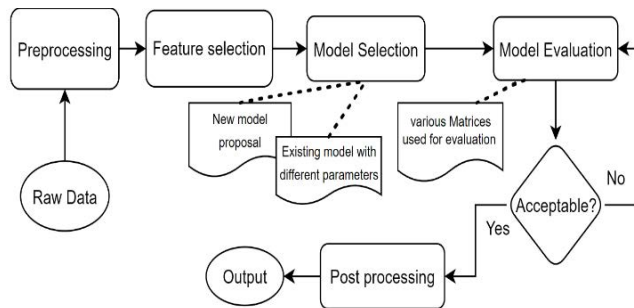 Preprocessing
Feature selection
Model Selection
Model Evaluation
New model
proposal
Existing model with
different parameters
various Matrices
used for evaluation
Raw Data
Acceptable?
No
Yes
Post processing
Output